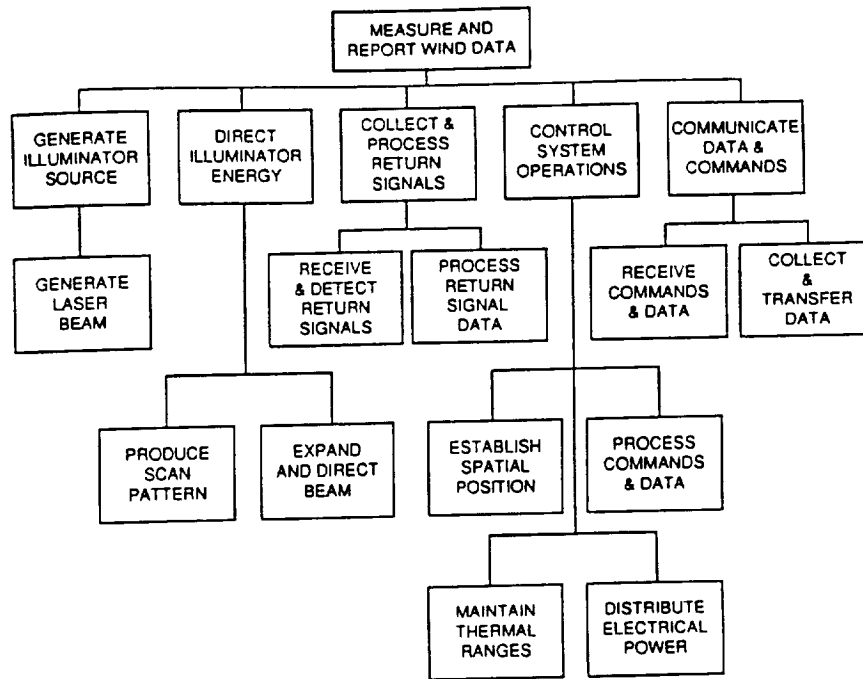 MEASURE AND
REPORT WIND DATA
GENERATE
ILLUMINATOR
SOURCE
DIRECT
ILLUMINATOR
ENERGY
COLLECT &
PROCESS
RETURN
SIGNALS
CONTROL
SYSTEM
OPERATIONS
COMMUNICATE
DATA &
COMMANDS
GENERATE
LASER
BEAM
RECEIVE
& DETECT
RETURN
SIGNALS
PROCESS
RETURN
SIGNAL
DATA
RECEIVE
COMMANDS
& DATA
COLLECT
&
TRANSFER
DATA
PRODUCE
SCAN
PATTERN
EXPAND
AND DIRECT
BEAM
ESTABLISH
SPATIAL
POSITION
PROCESS
COMMANDS
& DATA
MAINTAIN
THERMAL
RANGES
DISTRIBUTE
ELECTRICAL
POWER